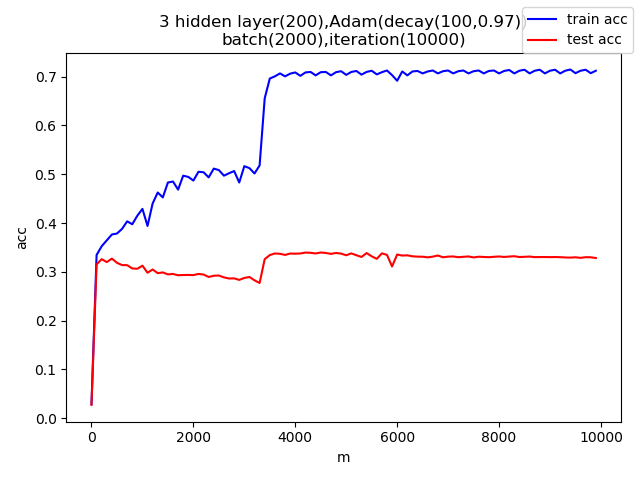 3 hidden layer(200),Adam(decay(100,0.97))
batch(2000),iteration(10000)
train acc
test acc
0.7
0.6
0.5
0.4
0.3
0.2
0.1
0.0
acc
0
2000
4000
6000
8000
10000
m